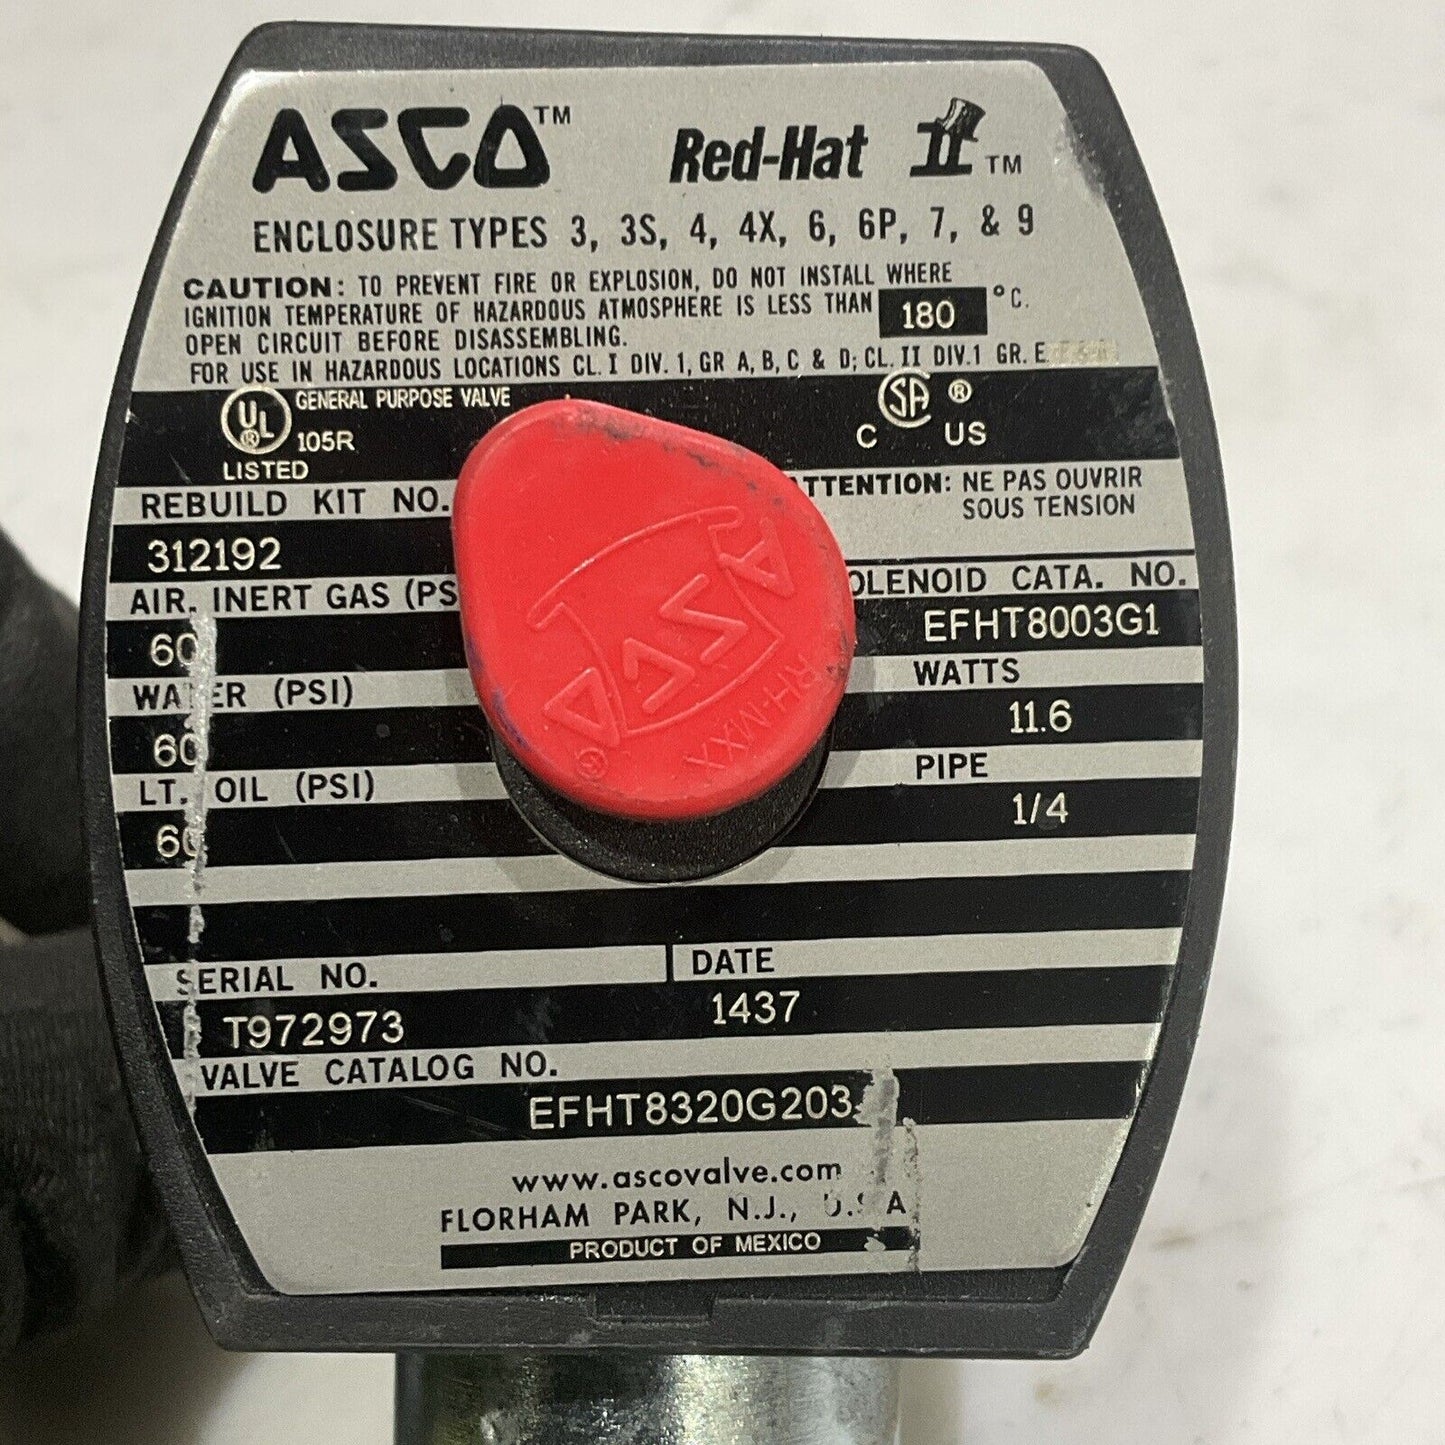 ASCO™
Red-Hat II™
ENCLOSURE TYPES 3, 3S, 4, 4X, 6, 6P, 7, & 9
CAUTION: TO PREVENT FIRE OR EXPLOSION, DO NOT INSTALL WHERE
IGNITION TEMPERATURE OF HAZARDOUS ATMOSPHERE IS LESS THAN 180 °C.
OPEN CIRCUIT BEFORE DISASSEMBLING.
FOR USE IN HAZARDOUS LOCATIONS CL. I DIV. 1, GR A, B, C & D; CL. II DIV.1 GR. E
UL ® GENERAL PURPOSE VALVE
105R
LISTED
C SA ® US
REBUILD KIT NO.
312192
ATTENTION: NE PAS OUVRIR
SOUS TENSION
AIR. INERT GAS
60
WATER (PSI)
60
LT. OIL (PSI)
60
CATA. NO.
EFHT8003G1
WATTS
11.6
PIPE
1/4
ASCO®
RH-MXX
SERIAL NO.
T972973
DATE
1437
VALVE CATALOG NO.
EFHT8320G203
www.ascovalve.com
FLORHAM PARK, N.J., U.S.A
PRODUCT OF MEXICO